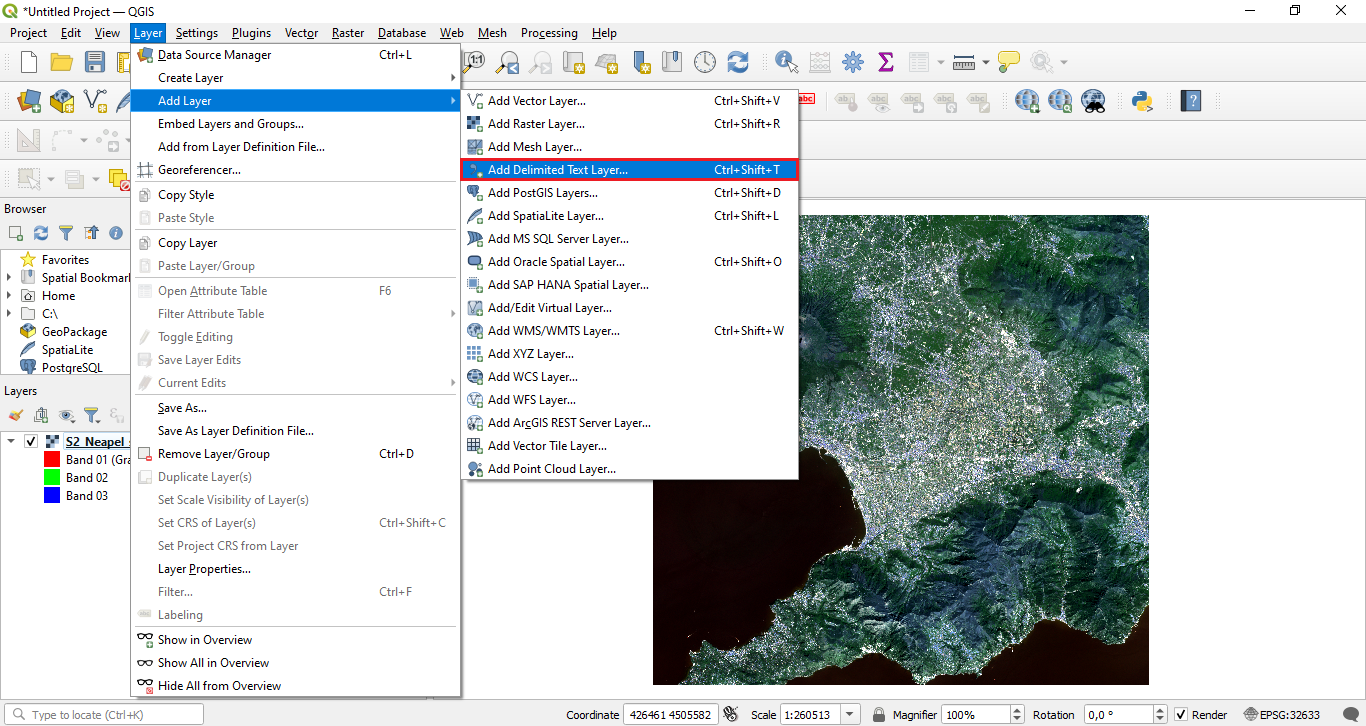 *Untitled Project — QGIS
Project Edit View Layer Settings Plugins Vector Raster Database Web Mesh Processing Help
Data Source Manager Ctrl+L
Create Layer
Add Layer
Embed Layers and Groups...
Add from Layer Definition File...
Georeferencer...
Copy Style
Paste Style
Copy Layer
Paste Layer/Group
Open Attribute Table F6
Filter Attribute Table
Toggle Editing
Save Layer Edits
Current Edits
Save As...
Save As Layer Definition File...
Remove Layer/Group Ctrl+D
Duplicate Layer(s)
Set Scale Visibility of Layer(s)
Set CRS of Layer(s) Ctrl+Shift+C
Set Project CRS from Layer
Layer Properties...
Filter... Ctrl+F
Labeling
Show in Overview
Show All in Overview
Hide All from Overview
Add Vector Layer... Ctrl+Shift+V
Add Raster Layer... Ctrl+Shift+R
Add Mesh Layer...
Add Delimited Text Layer... Ctrl+Shift+T
Add PostGIS Layers... Ctrl+Shift+D
Add SpatiaLite Layer... Ctrl+Shift+L
Add MS SQL Server Layer...
Add Oracle Spatial Layer... Ctrl+Shift+O
Add SAP HANA Spatial Layer...
Add/Edit Virtual Layer...
Add WMS/WMTS Layer... Ctrl+Shift+W
Add XYZ Layer...
Add WCS Layer...
Add WFS Layer...
Add ArcGIS REST Server Layer...
Add Vector Tile Layer...
Add Point Cloud Layer...
Browser
Favorites
Spatial Bookmar
Home
C:\
GeoPackage
SpatiaLite
PostgreSQL
Layers
S2_Neapel
Band 01 (Gra
Band 02
Band 03
Type to locate (Ctrl+K) Coordinate 426461 4505582 Scale 1:260513 Magnifier 100% Rotation 0,0 ° Render EPSG:32633